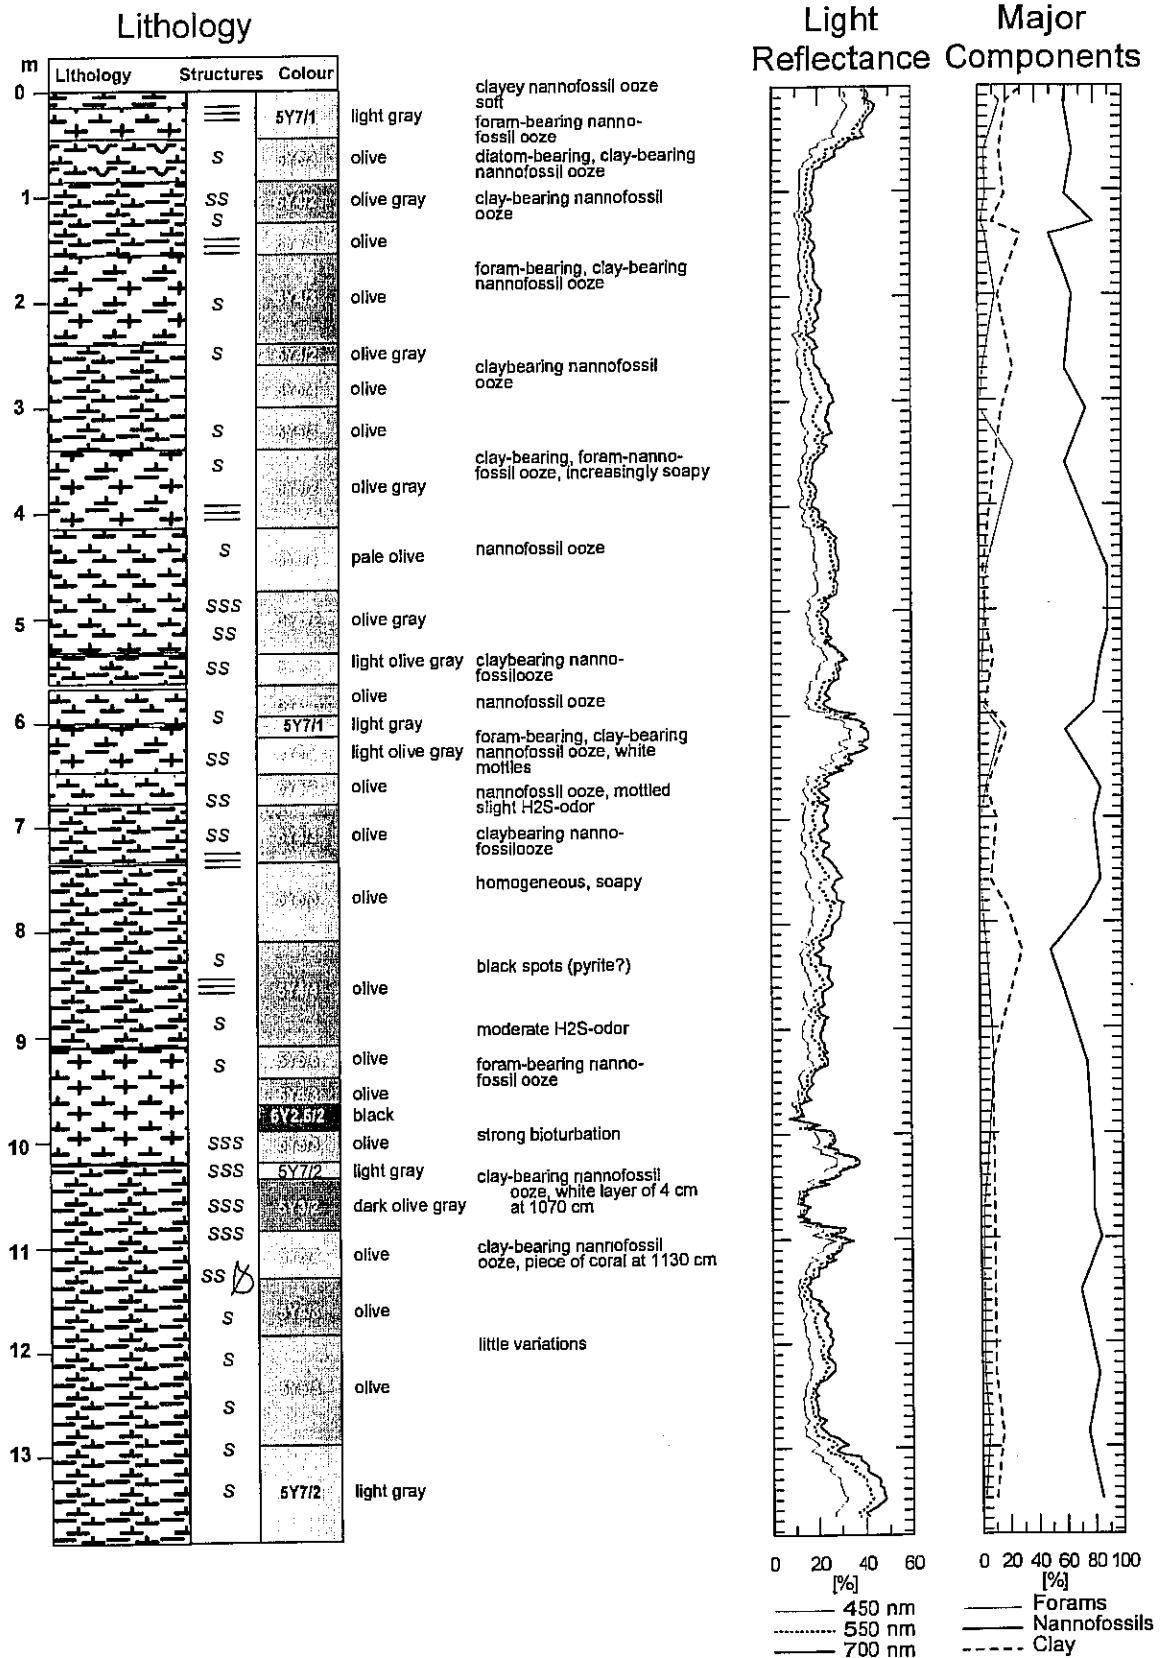 Lithology
Light
Reflectance
Major
Components
m
Lithology Structures Colour
0
5Y7/1
light gray
clayey nannofossil ooze
soft
foram-bearing nanno-
fossil ooze
S
olive
diatom-bearing, clay-bearing
nannofossil ooze
1
SS
S
olive gray
clay-bearing nannofossil
ooze
olive
2
S
olive
foram-bearing, clay-bearing
nannofossil ooze
S
olive gray
claybearing nannofossil
ooze
olive
3
S
olive
S
clay-bearing, foram-nanno-
fossil ooze, increasingly soapy
olive gray
4
S
pale olive
nannofossil ooze
SSS
5
SS
olive gray
SS
light olive gray
claybearing nanno-
fossilooze
olive
nannofossil ooze
6
S
5Y7/1
light gray
foram-bearing, clay-bearing
nannofossil ooze, white
mottles
SS
light olive gray
SS
olive
nannofossil ooze, mottled
slight H2S-odor
7
SS
olive
claybearing nanno-
fossilooze
homogeneous, soapy
olive
8
S
black spots (pyrite?)
olive
S
moderate H2S-odor
9
S
olive
foram-bearing nanno-
fossil ooze
olive
5Y2.5/2
black
10
SSS
olive
strong bioturbation
SSS
5Y7/2
light gray
clay-bearing nannofossil
ooze, white layer of 4 cm
at 1070 cm
SSS
dark olive gray
SSS
11
olive
clay-bearing nannofossil
ooze, piece of coral at 1130 cm
SS
S
olive
12
S
little variations
olive
S
13
S
S
5Y7/2
light gray
0 20 40 60
[%]
450 nm
550 nm
700 nm
0 20 40 60 80 100
[%]
Forams
Nannofossils
Clay